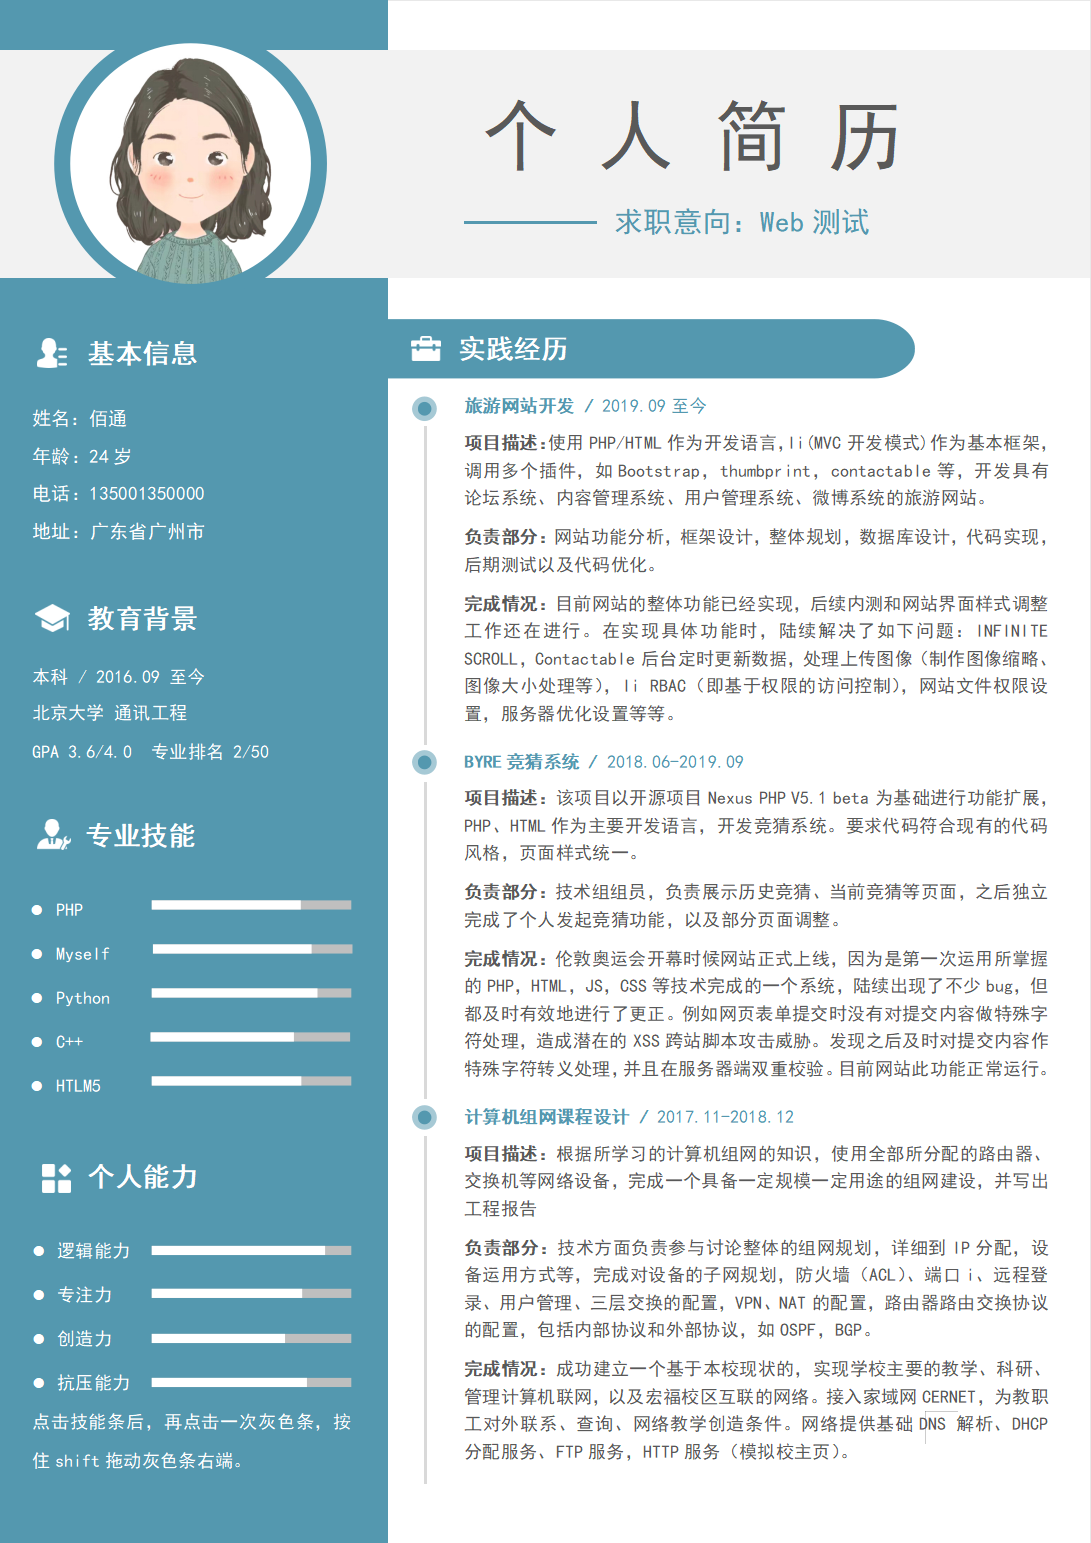 个人简历
求职意向：Web 测试
基本信息
姓名：佰通
年龄：24 岁
电话：135001350000
地址：广东省广州市
教育背景
本科 / 2016.09 至今
北京大学 通讯工程
GPA 3.6/4.0 专业排名 2/50
专业技能
PHP
Myself
Python
C++
HTLM5
个人能力
逻辑能力
专注力
创造力
抗压能力
点击技能条后，再点击一次灰色条，按
住 shift 拖动灰色条右端。
实践经历
旅游网站开发 / 2019.09 至今
项目描述：使用 PHP/HTML 作为开发语言，li(MVC 开发模式)作为基本框架，
调用多个插件，如 Bootstrap，thumbprint，contactable 等，开发具有
论坛系统、内容管理系统、用户管理系统、微博系统的旅游网站。
负责部分：网站功能分析，框架设计，整体规划，数据库设计，代码实现，
后期测试以及代码优化。
完成情况：目前网站的整体功能已经实现，后续内测和网站界面样式调整
工作还在进行。在实现具体功能时，陆续解决了如下问题：INFINITE
SCROLL，Contactable 后台定时更新数据，处理上传图像（制作图像缩略、
图像大小处理等），li RBAC（即基于权限的访问控制），网站文件权限设
置，服务器优化设置等等。
BYRE 竞猜系统 / 2018.06-2019.09
项目描述：该项目以开源项目 Nexus PHP V5.1 beta 为基础进行功能扩展，
PHP、HTML 作为主要开发语言，开发竞猜系统。要求代码符合现有的代码
风格，页面样式统一。
负责部分：技术组组员，负责展示历史竞猜、当前竞猜等页面，之后独立
完成了个人发起竞猜功能，以及部分页面调整。
完成情况：伦敦奥运会开幕时候网站正式上线，因为是第一次运用所掌握
的 PHP，HTML，JS，CSS 等技术完成的一个系统，陆续出现了不少 bug，但
都及时有效地进行了更正。例如网页表单提交时没有对提交内容做特殊字
符处理，造成潜在的 XSS 跨站脚本攻击威胁。发现之后及时对提交内容作
特殊字符转义处理，并且在服务器端双重校验。目前网站此功能正常运行。
计算机组网课程设计 / 2017.11-2018.12
项目描述：根据所学习的计算机组网的知识，使用全部所分配的路由器、
交换机等网络设备，完成一个具备一定规模一定用途的组网建设，并写出
工程报告
负责部分：技术方面负责参与讨论整体的组网规划，详细到 IP 分配，设
备运用方式等，完成对设备的子网规划，防火墙（ACL）、端口 i、远程登
录、用户管理、三层交换的配置，VPN、NAT 的配置，路由器路由交换协议
的配置，包括内部协议和外部协议，如 OSPF，BGP。
完成情况：成功建立一个基于本校现状的，实现学校主要的教学、科研、
管理计算机联网，以及宏福校区互联的网络。接入家域网 CERNET，为教职
工对外联系、查询、网络教学创造条件。网络提供基础 DNS 解析、DHCP
分配服务、FTP 服务，HTTP 服务（模拟校主页）。